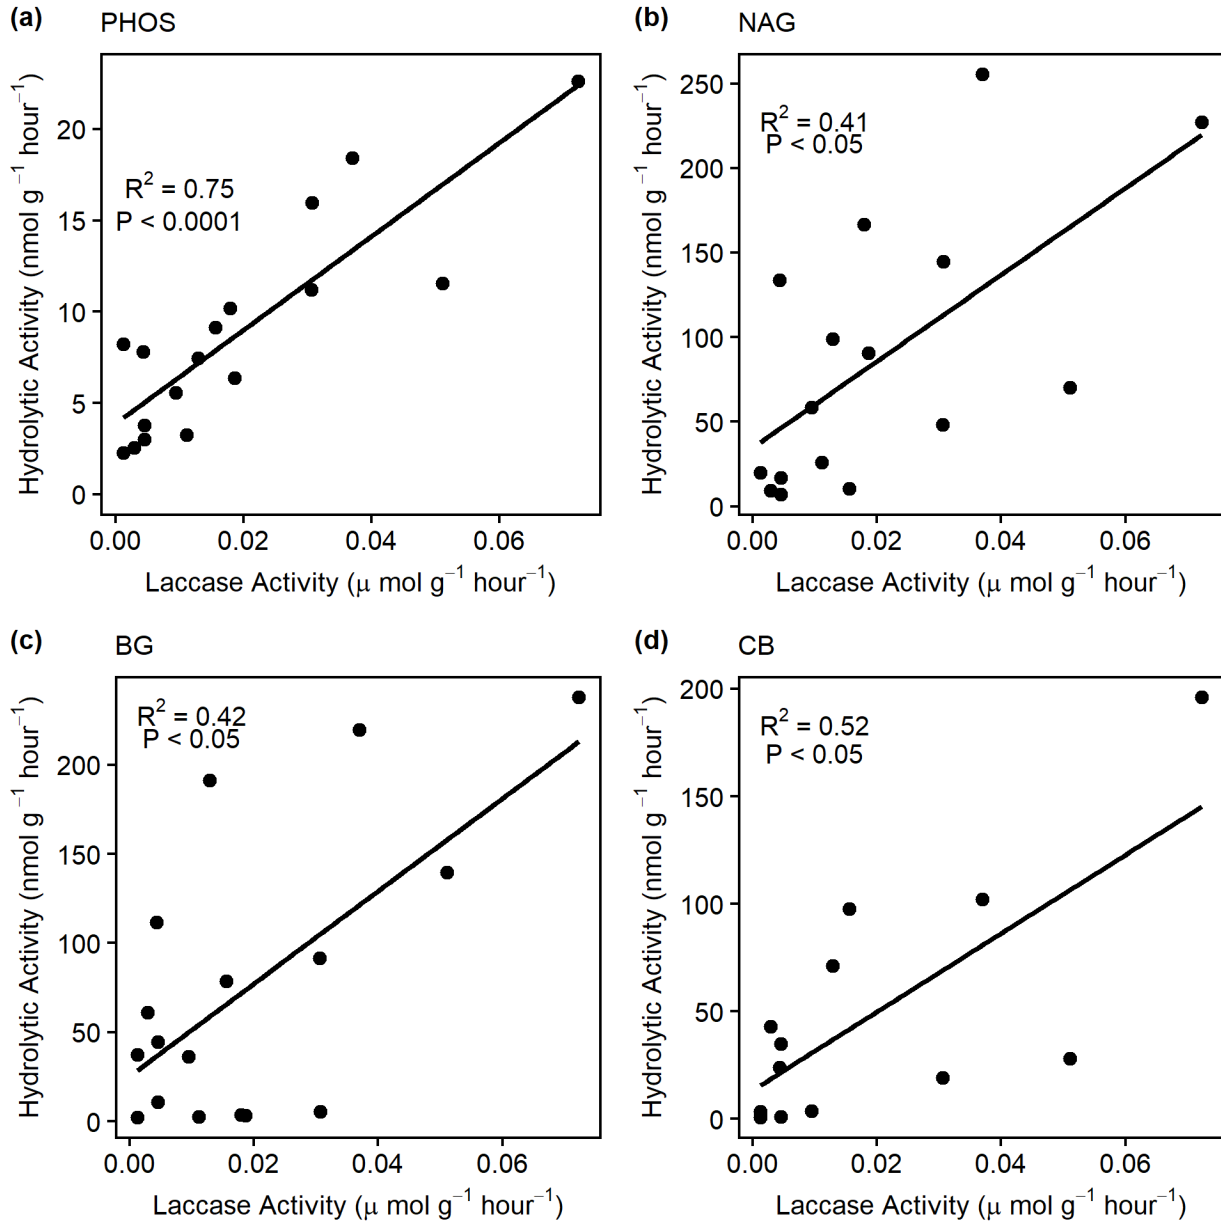 (a) PHOS
R² = 0.75
P < 0.0001
Hydrolytic Activity (nmol g⁻¹ hour⁻¹)
20
15
10
5
0
0.00 0.02 0.04 0.06
Laccase Activity (μ mol g⁻¹ hour⁻¹)
(b) NAG
R² = 0.41
P < 0.05
Hydrolytic Activity (nmol g⁻¹ hour⁻¹)
250
200
150
100
50
0
0.00 0.02 0.04 0.06
Laccase Activity (μ mol g⁻¹ hour⁻¹)
(c) BG
R² = 0.42
P < 0.05
Hydrolytic Activity (nmol g⁻¹ hour⁻¹)
200
150
100
50
0
0.00 0.02 0.04 0.06
Laccase Activity (μ mol g⁻¹ hour⁻¹)
(d) CB
R² = 0.52
P < 0.05
Hydrolytic Activity (nmol g⁻¹ hour⁻¹)
200
150
100
50
0
0.00 0.02 0.04 0.06
Laccase Activity (μ mol g⁻¹ hour⁻¹)